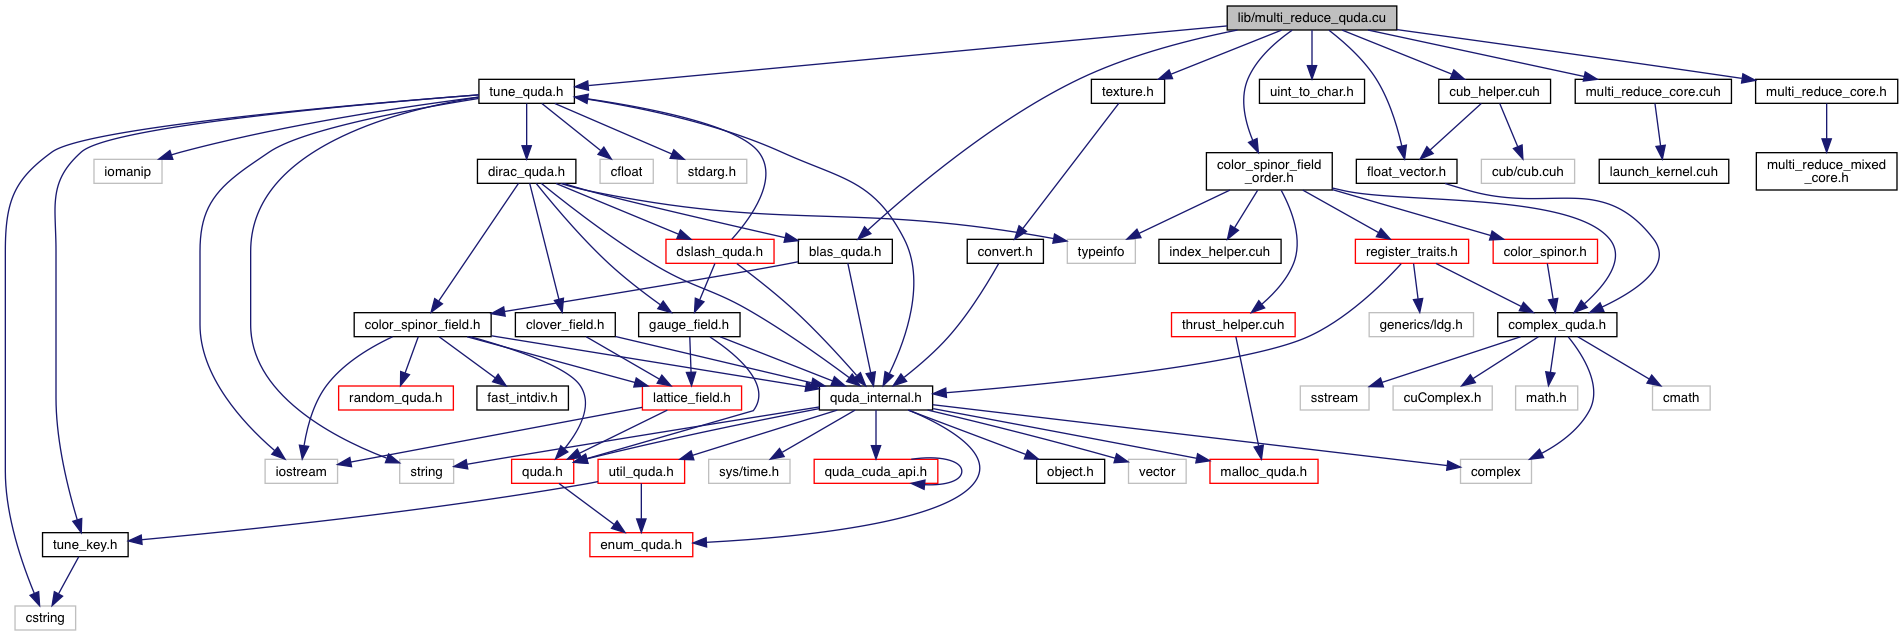 lib/multi_reduce_quda.cu
tune_quda.h
texture.h
uint_to_char.h
cub_helper.cuh
multi_reduce_core.cuh
multi_reduce_core.h
iomanip
dirac_quda.h
cfloat
stdarg.h
color_spinor_field
_order.h
float_vector.h
cub/cub.cuh
launch_kernel.cuh
multi_reduce_mixed
_core.h
dslash_quda.h
blas_quda.h
convert.h
typeinfo
index_helper.cuh
register_traits.h
color_spinor.h
color_spinor_field.h
clover_field.h
gauge_field.h
thrust_helper.cuh
generics/ldg.h
complex_quda.h
random_quda.h
fast_intdiv.h
lattice_field.h
quda_internal.h
sstream
cuComplex.h
math.h
cmath
iostream
string
quda.h
util_quda.h
sys/time.h
quda_cuda_api.h
object.h
vector
malloc_quda.h
complex
tune_key.h
enum_quda.h
cstring